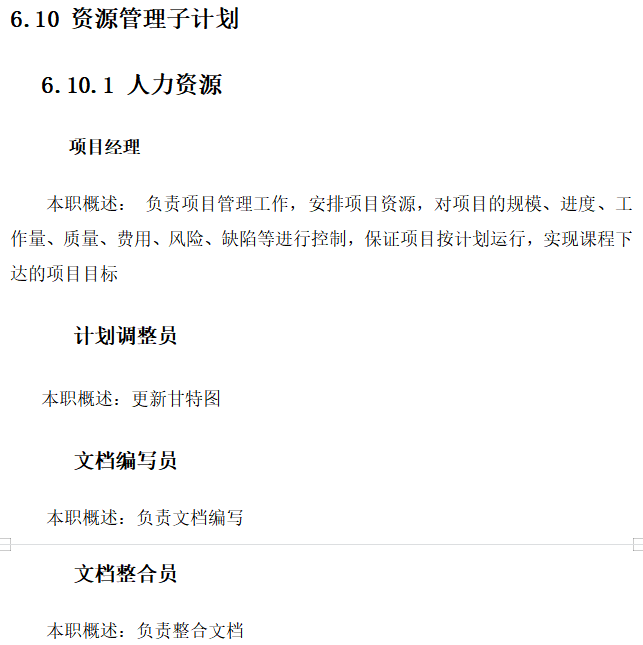 6.10 资源管理子计划
6.10.1 人力资源
项目经理
本职概述： 负责项目管理工作，安排项目资源，对项目的规模、进度、工
作量、质量、费用、风险、缺陷等进行控制，保证项目按计划运行，实现课程下
达的项目目标
计划调整员
本职概述：更新甘特图
文档编写员
本职概述：负责文档编写
文档整合员
本职概述：负责整合文档